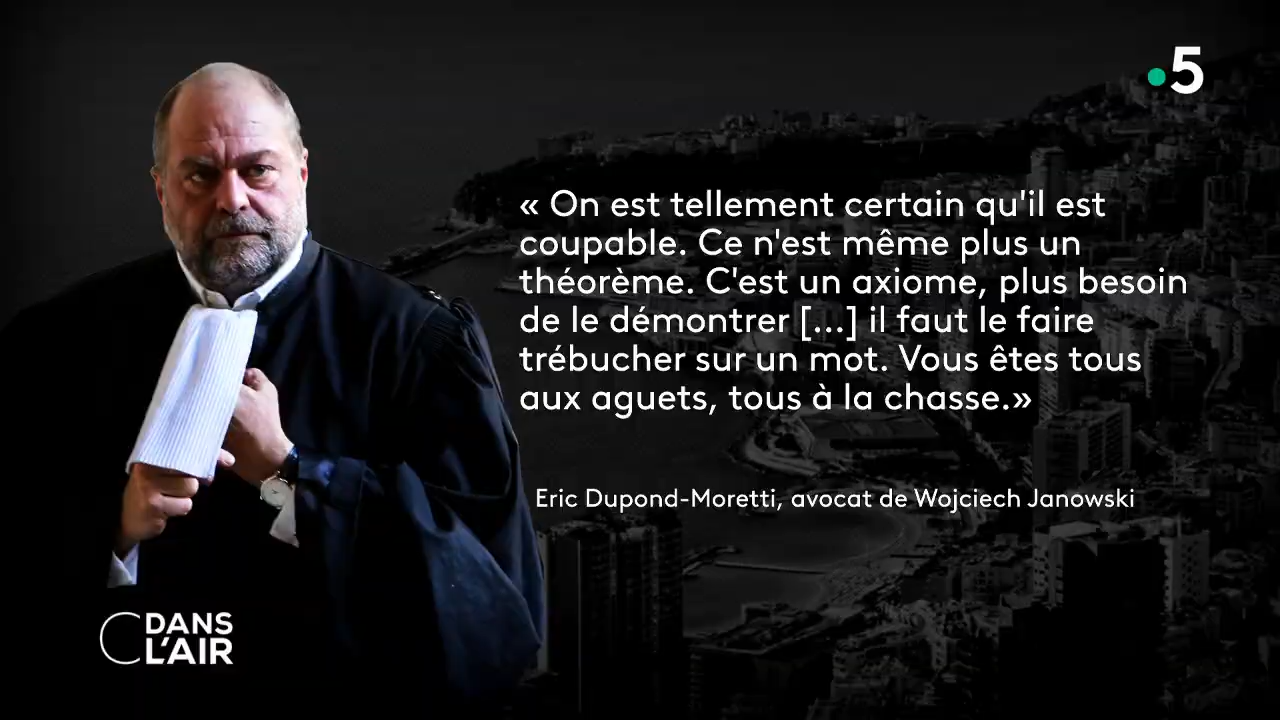 5
« On est tellement certain qu'il est
coupable. Ce n'est même plus un
théorème. C'est un axiome, plus besoin
de le démontrer [...] il faut le faire
trébucher sur un mot. Vous êtes tous
aux aguets, tous à la chasse.»
Eric Dupond-Moretti, avocat de Wojciech Janowski
C DANS
L'AIR